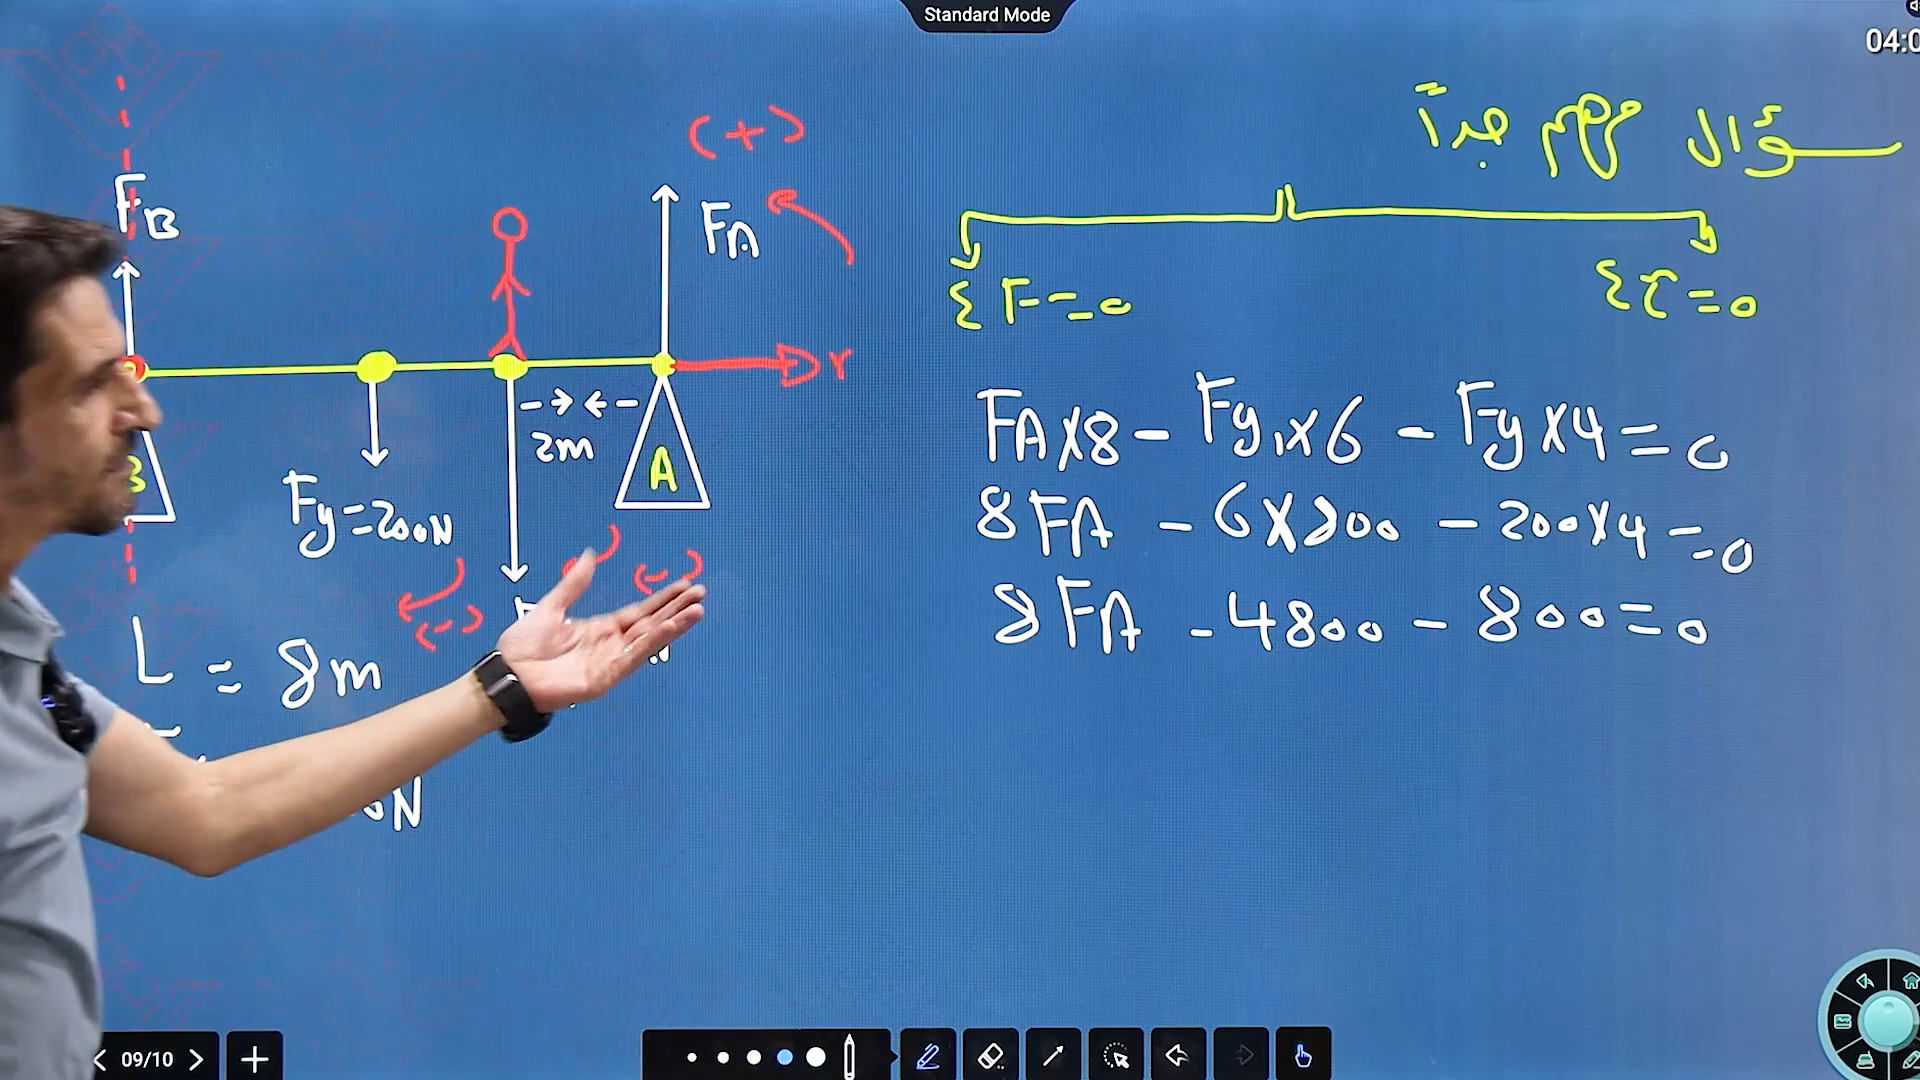 Standard Mode
04:0
سؤال مهم جداً
ΣF=0
Στ=0
(+)
FB
FA
x
2m
B
A
Fy=200N
(-)
(-)
L = 8m
N
FA×8 - Fy₁×6 - Fy×4=0
8FA - 6×800 - 200×4=0
8FA - 4800 - 800=0
09/10